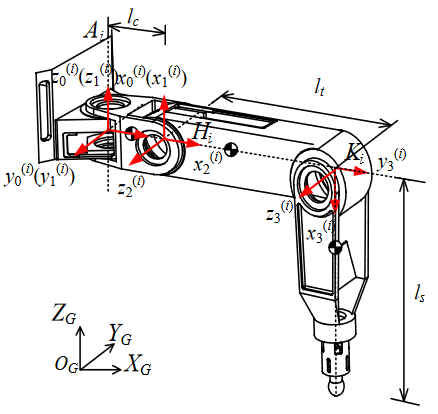 l_c
A_i
z_0^(i)(z_1^(i)) x_0^(i)(x_1^(i))
l_t
H_i
K_i
y_0^(i)(y_1^(i))
z_2^(i)
x_2^(i)
y_3^(i)
z_3^(i)
x_3^(i)
l_s
Z_G
Y_G
O_G
X_G